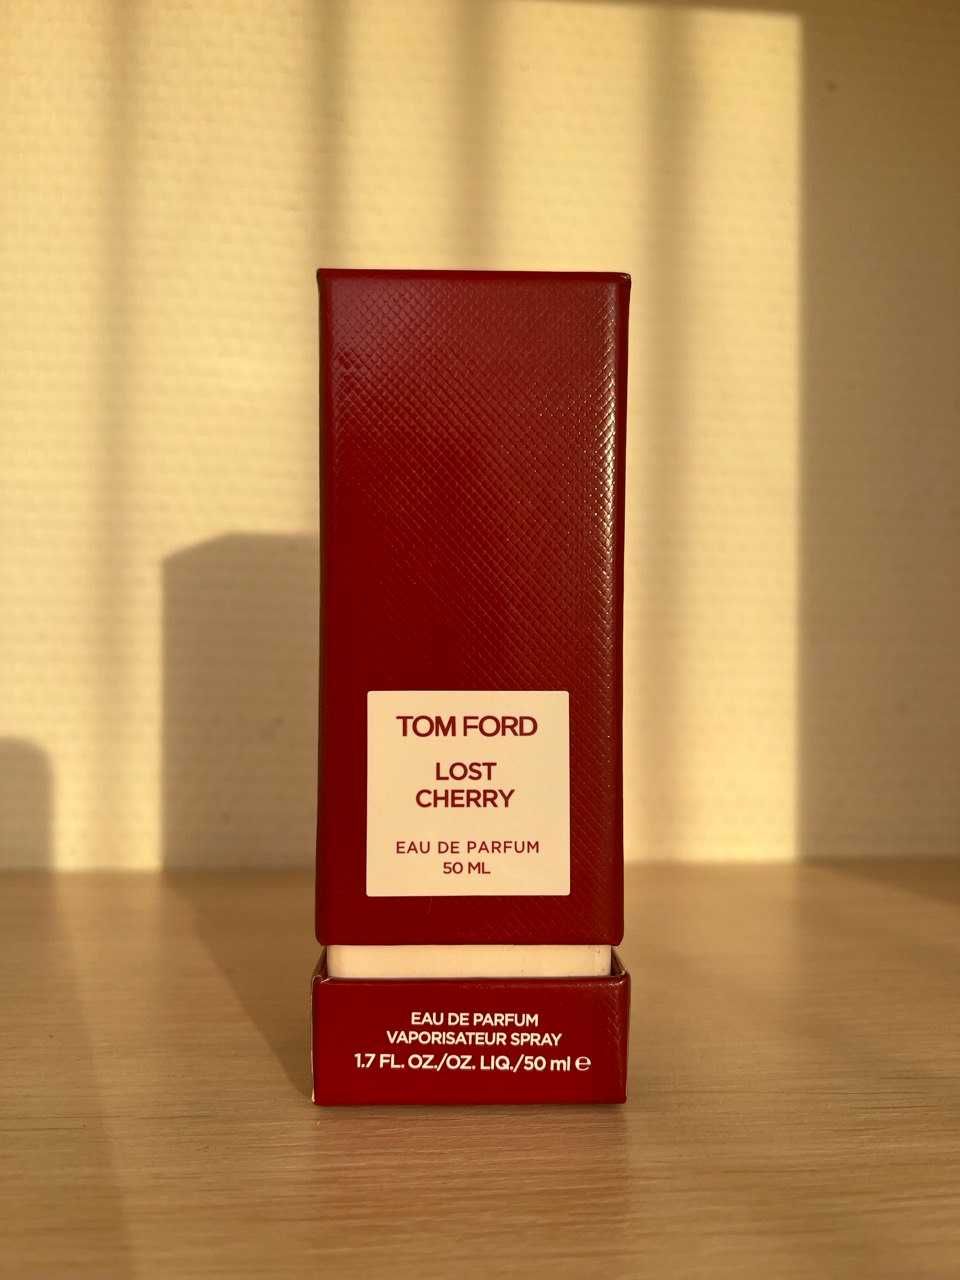 TOM FORD
LOST
CHERRY
EAU DE PARFUM
50 ML
EAU DE PARFUM
VAPORISATEUR SPRAY
1.7 FL. OZ./OZ. LIQ./50 ml ℮